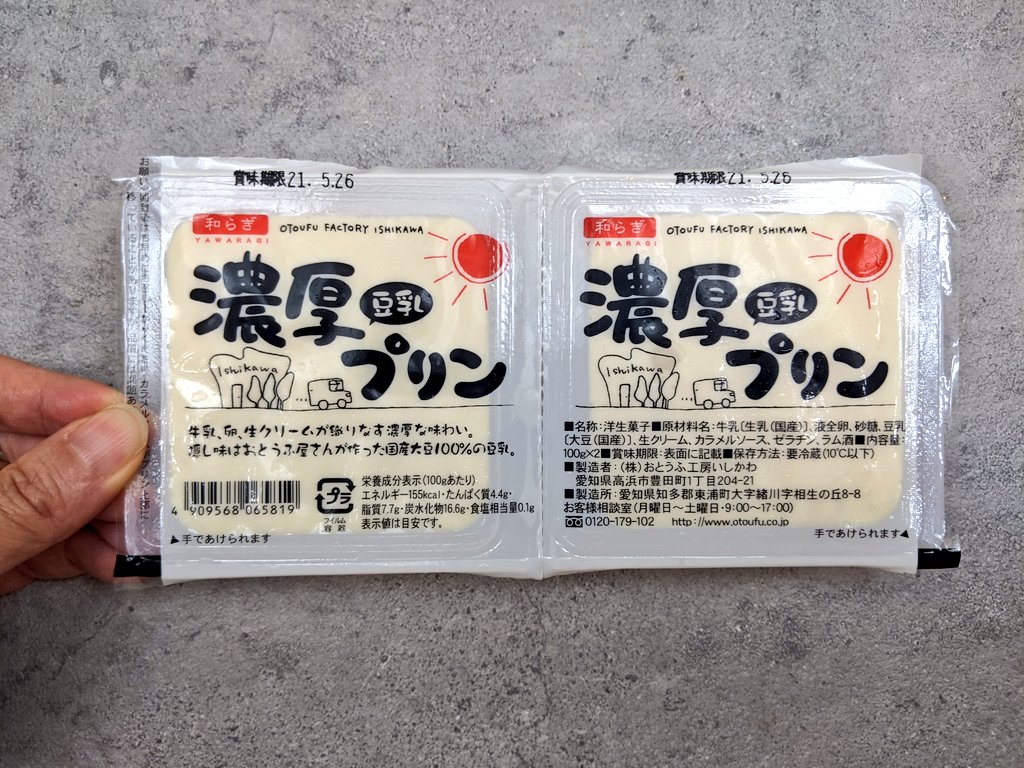 賞味期限21. 5.26
和らぎ
YAWARAGI
OTOUFU FACTORY ISHIKAWA
濃厚豆乳
プリン
Ishikawa
牛乳、卵、生クリームが織りなす濃厚な味わい。
隠し味はおとうふ屋さんが作った国産大豆100%の豆乳。
4 909568 065819
プラ
フィルム
容器
栄養成分表示(100gあたり)
エネルギー155kcal・たんぱく質4.4g・
脂質7.7g・炭水化物16.6g・食塩相当量0.1g
表示値は目安です。
▲手であけられます
賞味期限21. 5.26
和らぎ
YAWARAGI
OTOUFU FACTORY ISHIKAWA
濃厚豆乳
プリン
Ishikawa
■名称:洋生菓子■原材料名:牛乳〔生乳(国産)〕、液全卵、砂糖、豆乳
〔大豆(国産)〕、生クリーム、カラメルソース、ゼラチン、ラム酒■内容量:
100g×2■賞味期限:表面に記載■保存方法:要冷蔵(10℃以下)
■製造者:(株)おとうふ工房いしかわ
愛知県高浜市豊田町1丁目204-21
■製造所:愛知県知多郡東浦町大字緒川字相生の丘8-8
お客様相談室(月曜日〜土曜日・9:00〜17:00)
0120-179-102 http://www.otoufu.co.jp
手であけられます▲